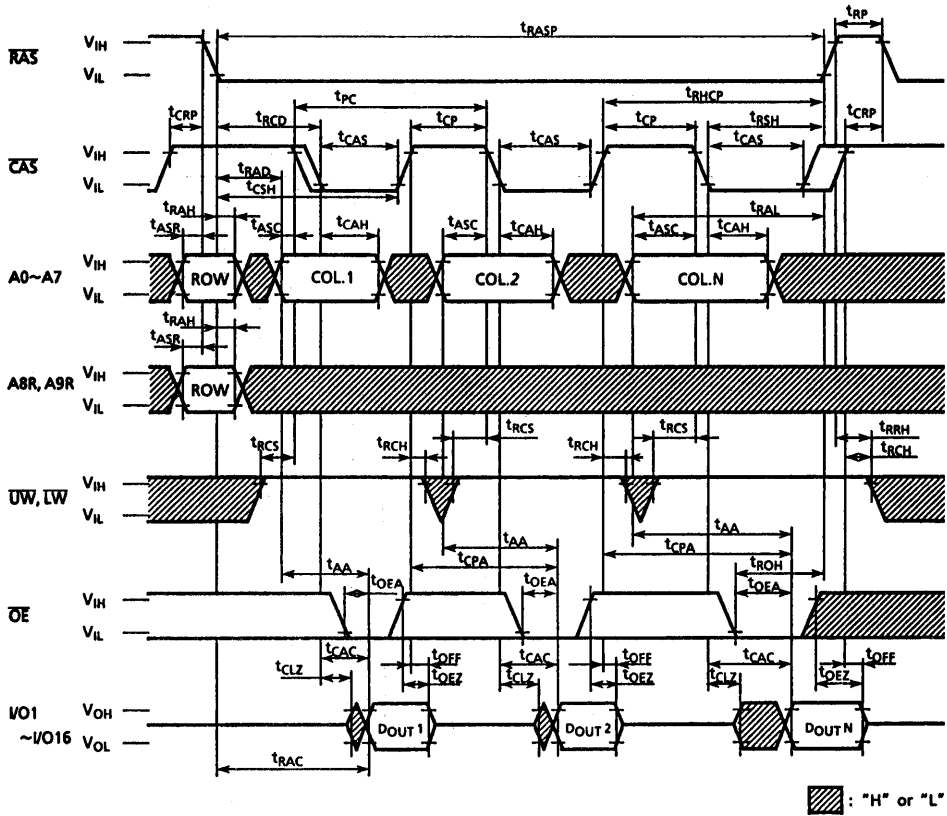 tRP
tRASP
RAS VIH
VIL
tCRP tPC tRHCP tCRP
tRCD tCP tCP tRSH
tCAS tCAS tCAS
CAS VIH
VIL
tRAD
tCSH
tRAH tRAL
tASR tASC tCAH tASC tCAH tASC tCAH
A0~A7 VIH
VIL
ROW COL.1 COL.2 COL.N
tRAH
tASR
A8R, A9R VIH
VIL
ROW
tRCS tRCH tRCS tRCH tRCS tRRH
tRCH
UW, LW VIH
VIL
tAA tAA tAA
tCPA tCPA
tOEA tOEA tROH
tOEA
OE VIH
VIL
tCAC tOFF tCAC tOFF tCAC tOFF
tCLZ tOEZ tCLZ tOEZ tCLZ tOEZ
I/O1
~I/O16
VOH
VOL
DOUT 1 DOUT 2 DOUT N
tRAC
: "H" or "L"